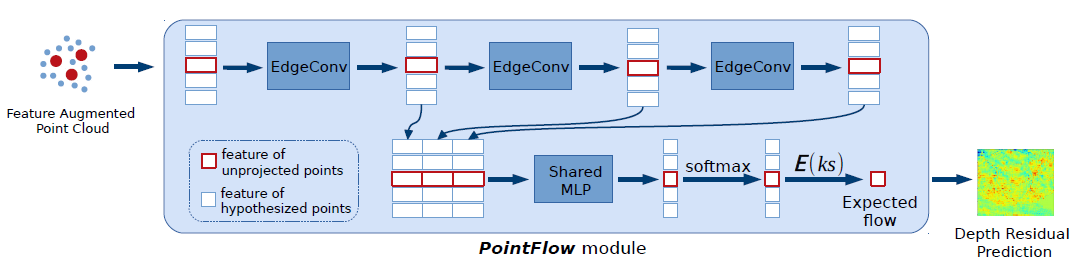 EdgeConv
EdgeConv
EdgeConv
Feature Augmented
Point Cloud
feature of
unprojected points
feature of
hypothesized points
Shared
MLP
softmax
E(ks)
Expected
flow
Depth Residual
Prediction
PointFlow module